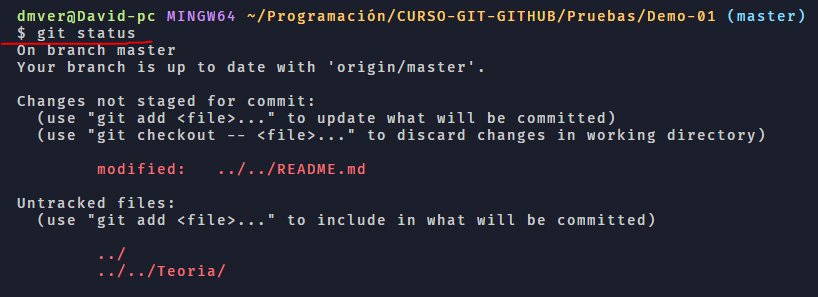 dmver@David-pc MINGW64 ~/Programación/CURSO-GIT-GITHUB/Pruebas/Demo-01 (master)
$ git status
On branch master
Your branch is up to date with 'origin/master'.
Changes not staged for commit:
(use "git add <file>..." to update what will be committed)
(use "git checkout -- <file>..." to discard changes in working directory)
modified: ../../README.md
Untracked files:
(use "git add <file>..." to include in what will be committed)
../
../../Teoria/